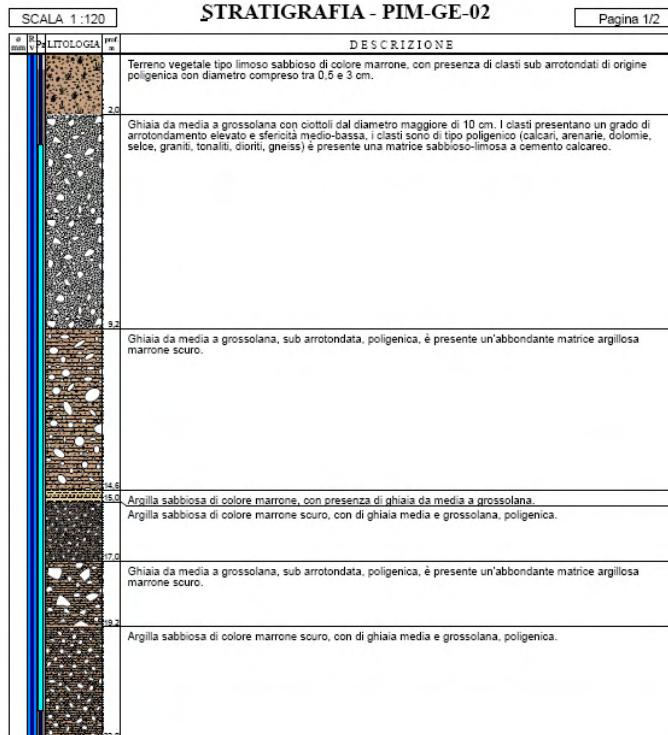 SCALA 1 :120
STRATIGRAFIA - PIM-GE-02
Pagina 1/2
ø mm
R v
Pz
LITOLOGIA
prof. m
DESCRIZIONE
Terreno vegetale tipo limoso sabbioso di colore marrone, con presenza di clasti sub arrotondati di origine
poligenica con diametro compreso tra 0,5 e 3 cm.
2,0
Ghiaia da media a grossolana con ciottoli dal diametro maggiore di 10 cm. I clasti presentano un grado di
arrotondamento elevato e sfericità medio-bassa, i clasti sono di tipo poligenico (calcari, arenarie, dolomie,
selce, graniti, tonaliti, dioriti, gneiss) è presente una matrice sabbioso-limosa a cemento calcareo.
9,2
Ghiaia da media a grossolana, sub arrotondata, poligenica, è presente un'abbondante matrice argillosa
marrone scuro.
14,6
15,0
Argilla sabbiosa di colore marrone, con presenza di ghiaia da media a grossolana.
Argilla sabbiosa di colore marrone scuro, con di ghiaia media e grossolana, poligenica.
17,0
Ghiaia da media a grossolana, sub arrotondata, poligenica, è presente un'abbondante matrice argillosa
marrone scuro.
19,2
Argilla sabbiosa di colore marrone scuro, con di ghiaia media e grossolana, poligenica.